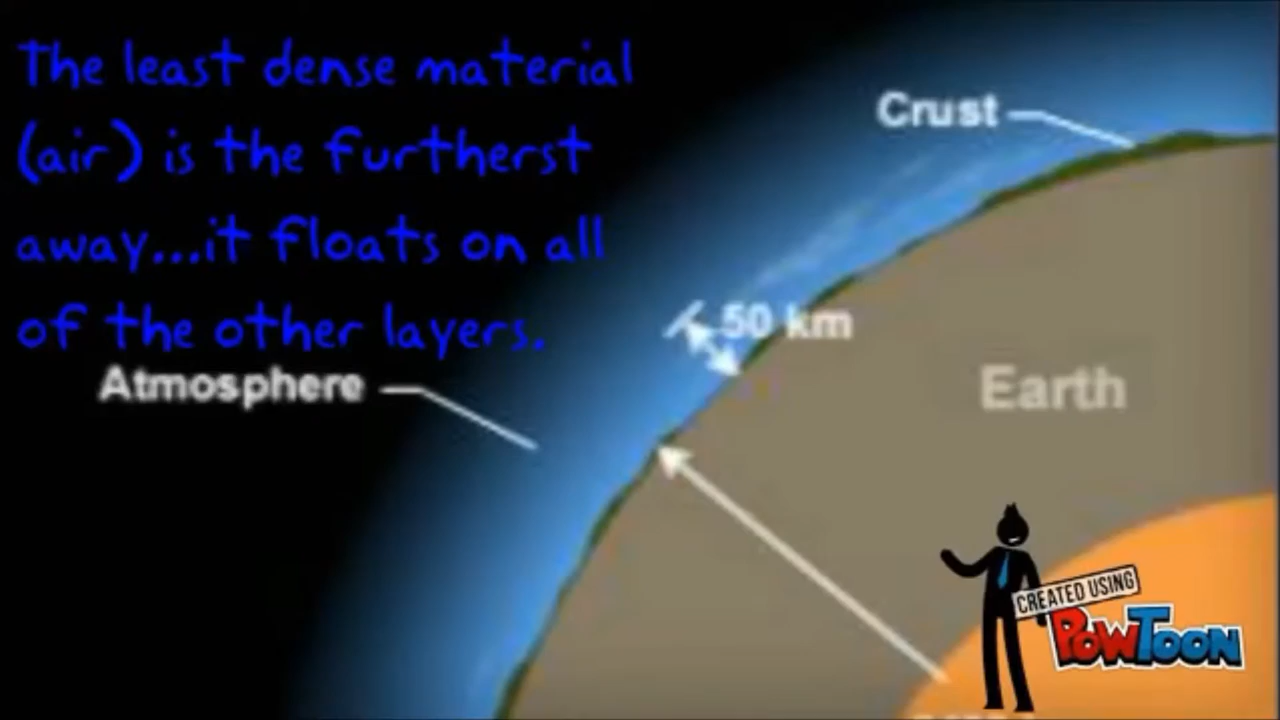 The least dense material
(air) is the furtherst
away...it floats on all
of the other layers.
Crust
50 km
Atmosphere
Earth
CREATED USING
POWTOON